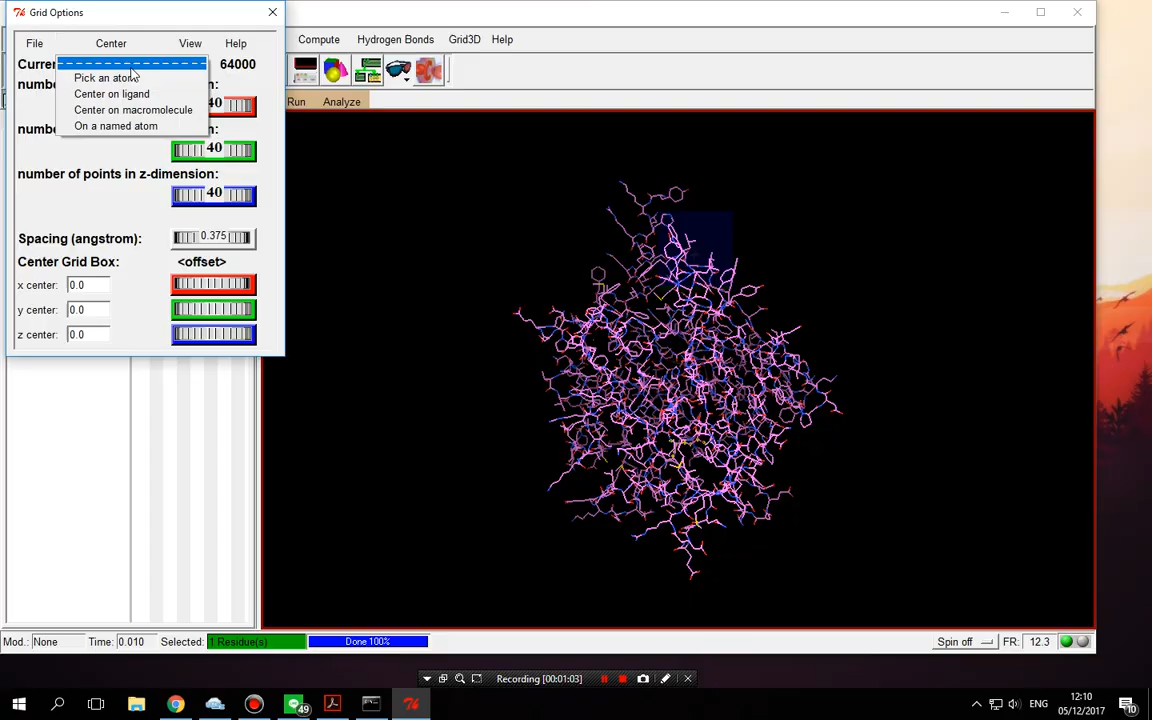 Grid Options
File Center View Help
Compute Hydrogen Bonds Grid3D Help
64000
Pick an atom
Center on ligand
40
Center on macromolecule
On a named atom
Run Analyze
40
number of points in z-dimension:
40
Spacing (angstrom): 0.375
Center Grid Box: <offset>
x center: 0.0
y center: 0.0
z center: 0.0
Mod.: None Time: 0.010 Selected: 1 Residue(s) Done 100% Spin off FR: 12.3
Recording [00:01:03]
49
ENG
12:10
05/12/2017
10